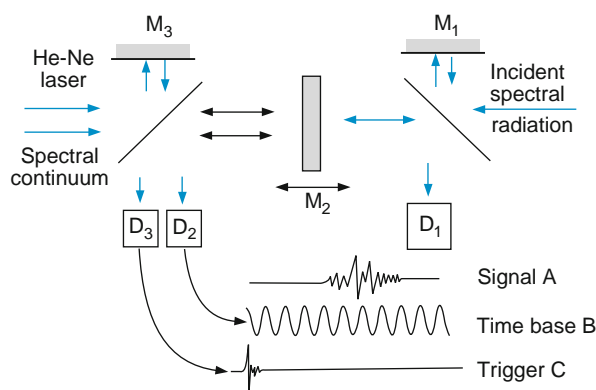 M3
M1
He-Ne
laser
Incident
spectral
radiation
Spectral
continuum
M2
D3
D2
D1
Signal A
Time base B
Trigger C